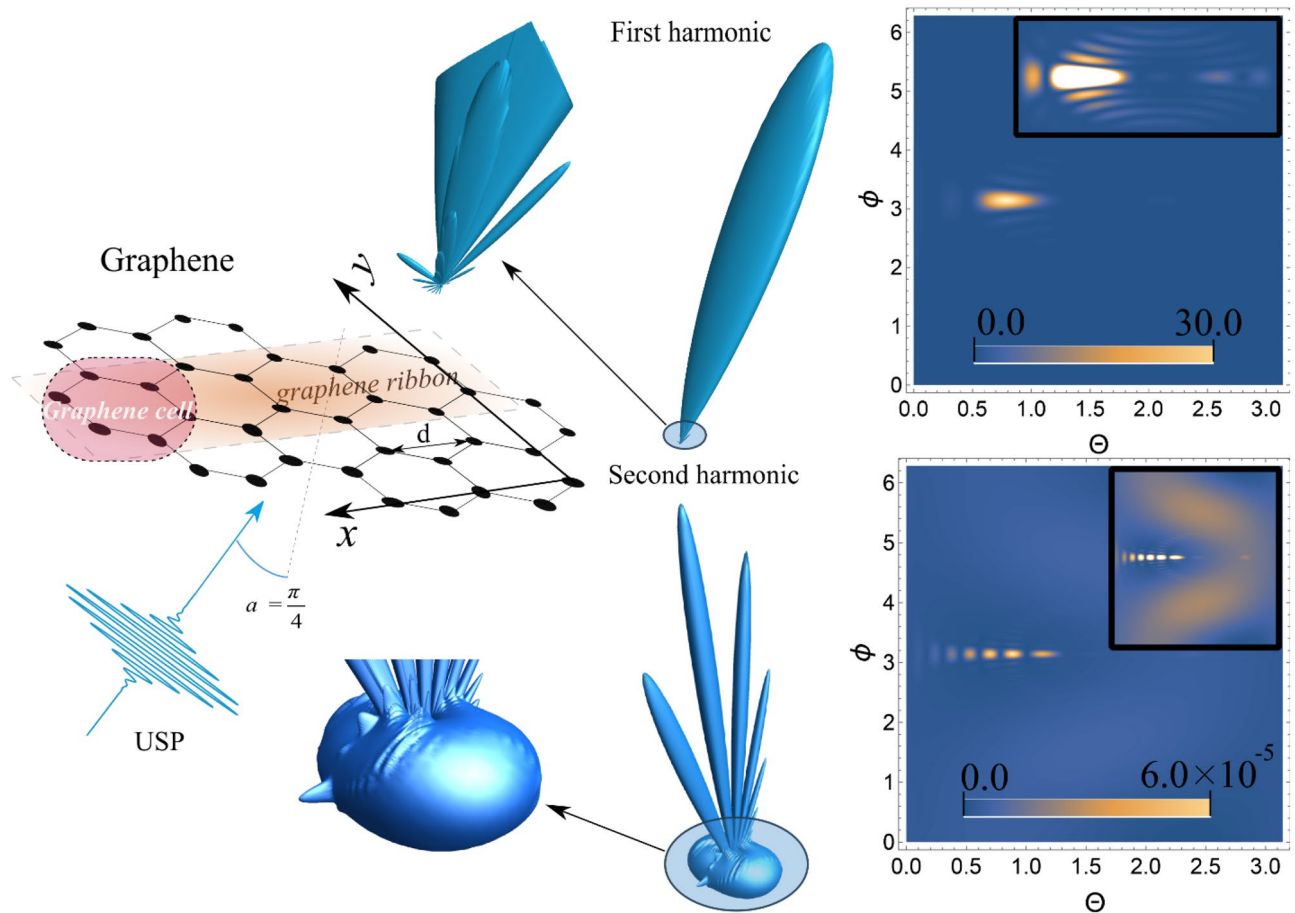 First harmonic
Graphene
y
graphene ribbon
Graphene cell
d
x
a = π/4
USP
Second harmonic
6
5
4
ϕ
3
2
1
0
0.0 30.0
0.0 0.5 1.0 1.5 2.0 2.5 3.0
Θ
6
5
4
ϕ
3
2
1
0
0.0 6.0×10⁻⁵
0.0 0.5 1.0 1.5 2.0 2.5 3.0
Θ